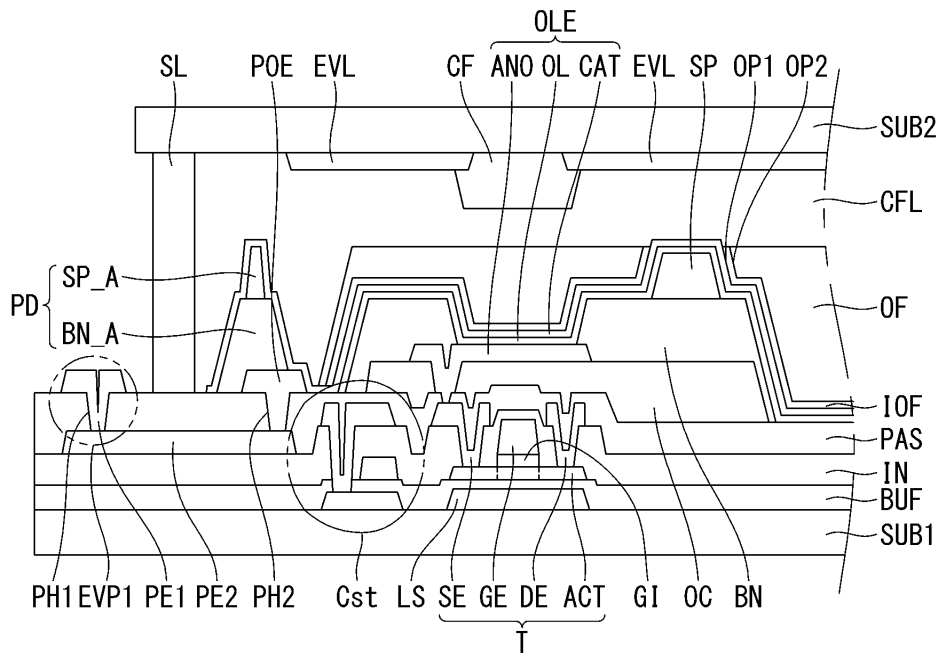 OLE
SL POE EVL CF ANO OL CAT EVL SP OP1 OP2
SUB2
CFL
SP_A
PD
BN_A
OF
IOF
PAS
IN
BUF
SUB1
PH1 EVP1 PE1 PE2 PH2 Cst LS SE GE DE ACT GI OC BN
T